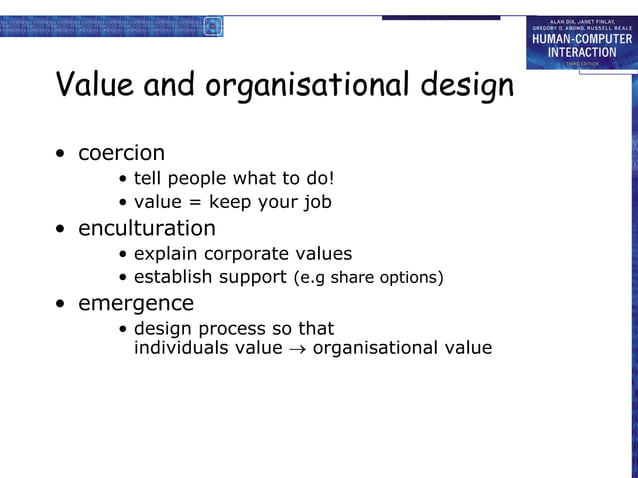 ALAN DIX, JANET FINLAY,
GREGORY D. ABOWD, RUSSELL BEALE
HUMAN-COMPUTER
INTERACTION
THIRD EDITION
Value and organisational design
• coercion
• tell people what to do!
• value = keep your job
• enculturation
• explain corporate values
• establish support (e.g share options)
• emergence
• design process so that
individuals value → organisational value